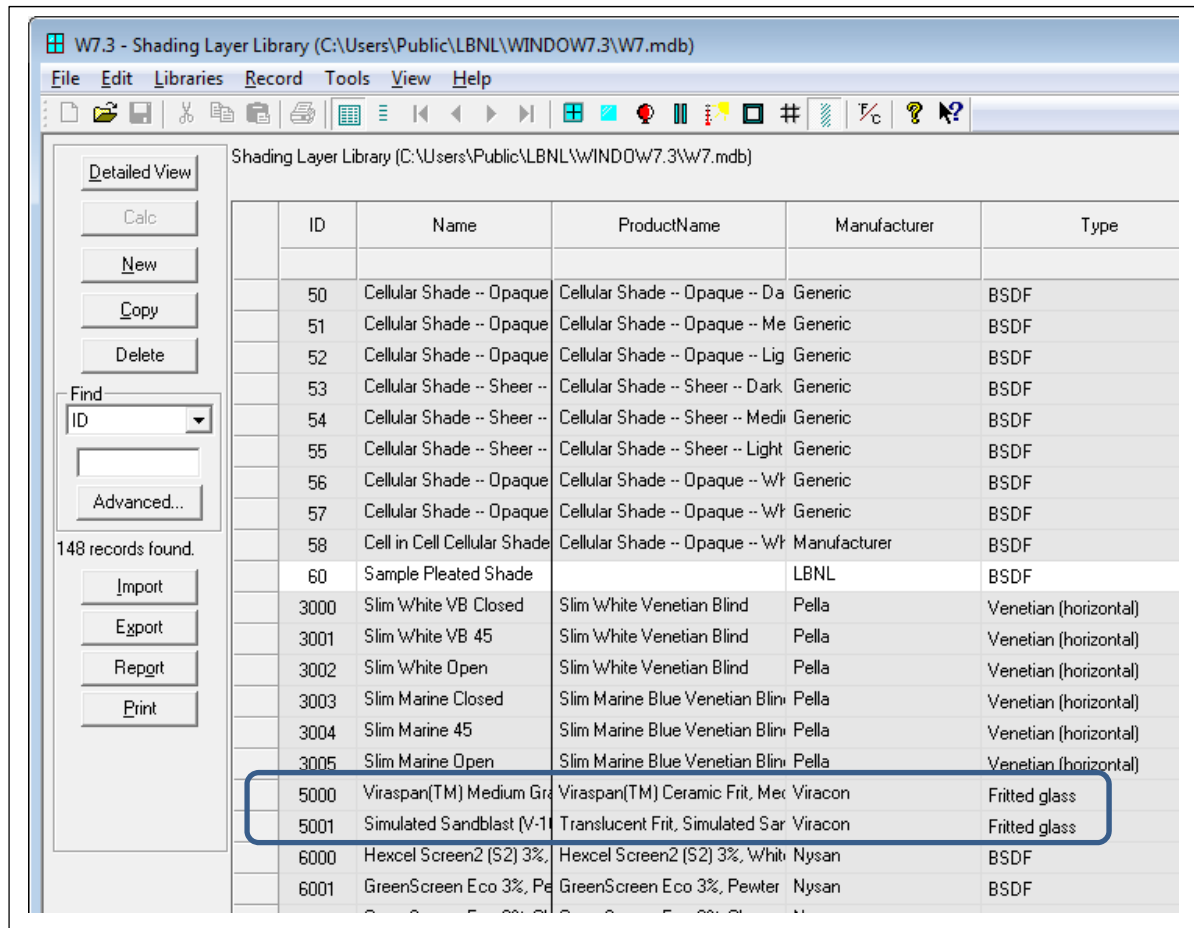 W7.3 - Shading Layer Library (C:\Users\Public\LBNL\WINDOW7.3\W7.mdb)
File Edit Libraries Record Tools View Help
Shading Layer Library (C:\Users\Public\LBNL\WINDOW7.3\W7.mdb)
Detailed View
Calc
New
Copy
Delete
Find
ID
Advanced...
148 records found.
Import
Export
Report
Print
ID Name ProductName Manufacturer Type
50 Cellular Shade -- Opaque Cellular Shade -- Opaque -- Da Generic BSDF
51 Cellular Shade -- Opaque Cellular Shade -- Opaque -- Me Generic BSDF
52 Cellular Shade -- Opaque Cellular Shade -- Opaque -- Lig Generic BSDF
53 Cellular Shade -- Sheer -- Cellular Shade -- Sheer -- Dark Generic BSDF
54 Cellular Shade -- Sheer -- Cellular Shade -- Sheer -- Medi Generic BSDF
55 Cellular Shade -- Sheer -- Cellular Shade -- Sheer -- Light Generic BSDF
56 Cellular Shade -- Opaque Cellular Shade -- Opaque -- Wh Generic BSDF
57 Cellular Shade -- Opaque Cellular Shade -- Opaque -- Wh Generic BSDF
58 Cell in Cell Cellular Shade Cellular Shade -- Opaque -- Wh Manufacturer BSDF
60 Sample Pleated Shade LBNL BSDF
3000 Slim White VB Closed Slim White Venetian Blind Pella Venetian (horizontal)
3001 Slim White VB 45 Slim White Venetian Blind Pella Venetian (horizontal)
3002 Slim White Open Slim White Venetian Blind Pella Venetian (horizontal)
3003 Slim Marine Closed Slim Marine Blue Venetian Blin Pella Venetian (horizontal)
3004 Slim Marine 45 Slim Marine Blue Venetian Blin Pella Venetian (horizontal)
3005 Slim Marine Open Slim Marine Blue Venetian Blin Pella Venetian (horizontal)
5000 Viraspan(TM) Medium Gra Viraspan(TM) Ceramic Frit, Med Viracon Fritted glass
5001 Simulated Sandblast (V-10 Translucent Frit, Simulated Sar Viracon Fritted glass
6000 Hexcel Screen2 (S2) 3%, Hexcel Screen2 (S2) 3%, Whit Nysan BSDF
6001 GreenScreen Eco 3%, Pe GreenScreen Eco 3%, Pewter Nysan BSDF